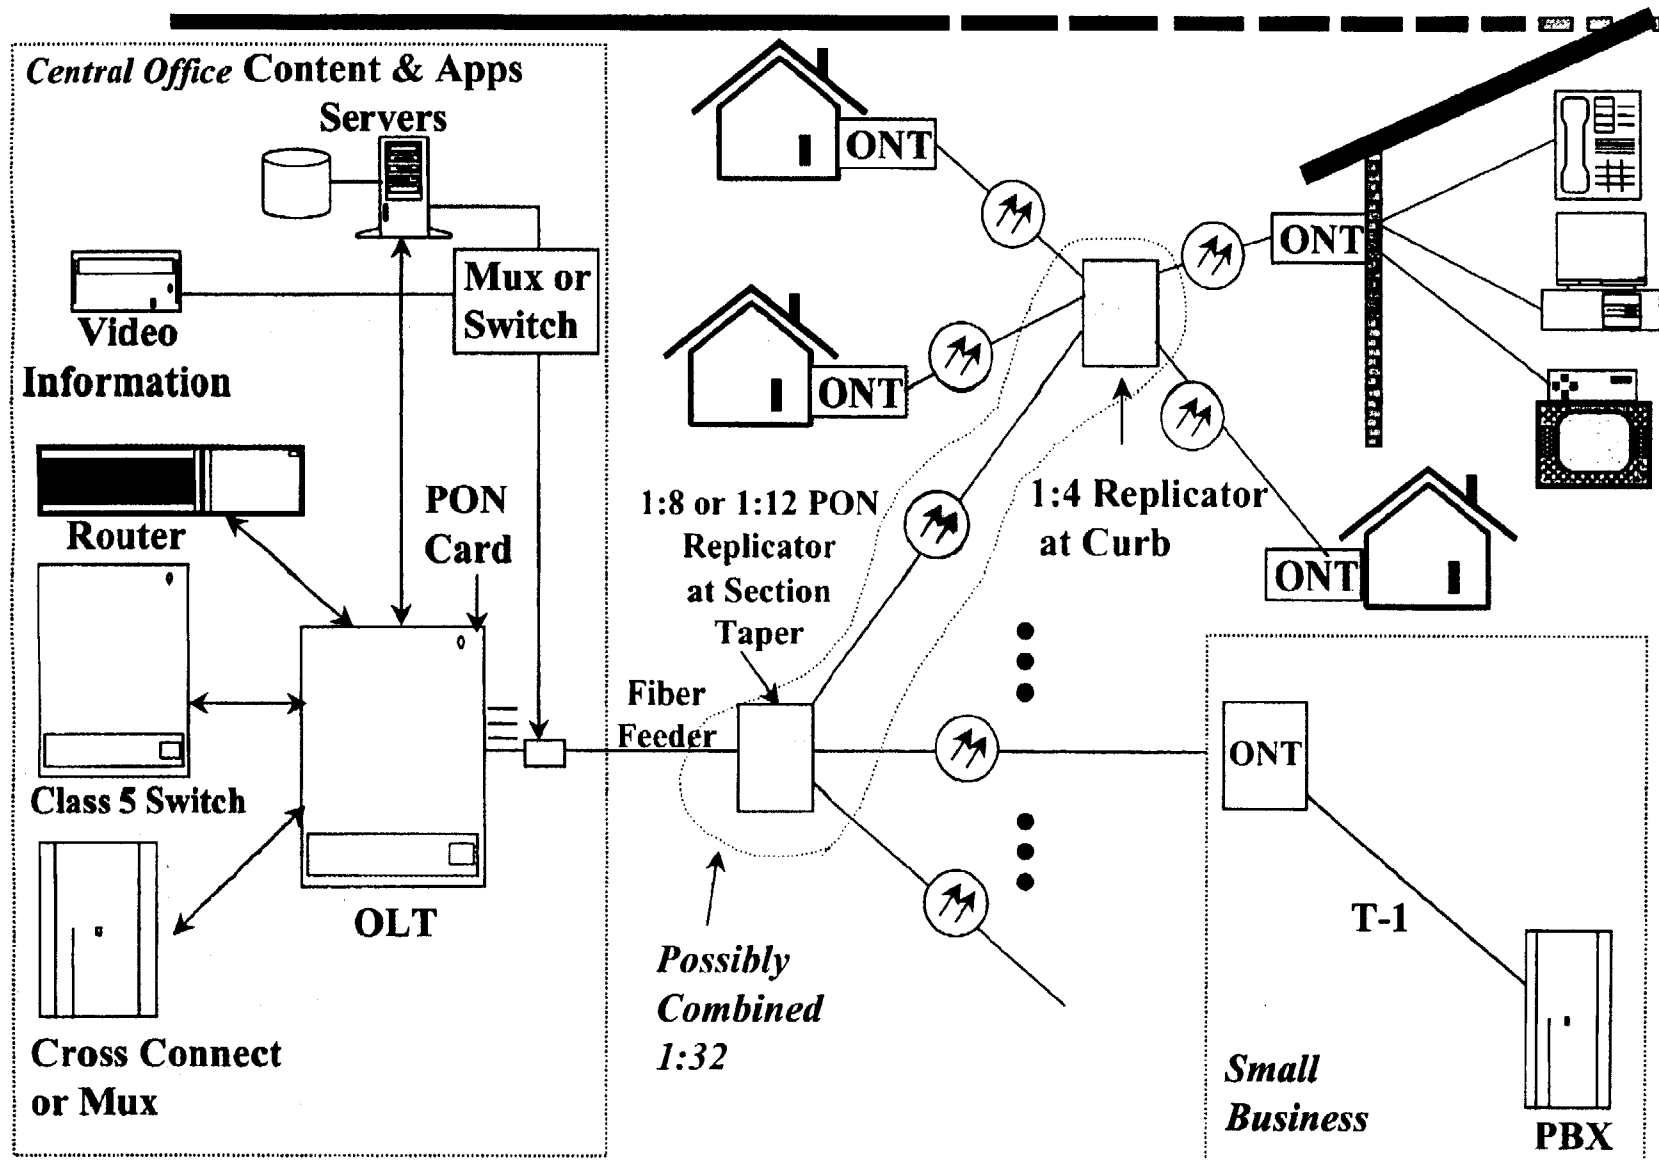 Central Office Content & Apps
Servers
Mux or
Switch
Video
Information
Router
PON
Card
Class 5 Switch
OLT
Cross Connect
or Mux
Fiber
Feeder
1:8 or 1:12 PON
Replicator
at Section
Taper
Possibly
Combined
1:32
ONT
ONT
ONT
1:4 Replicator
at Curb
ONT
ONT
T-1
Small
Business
PBX